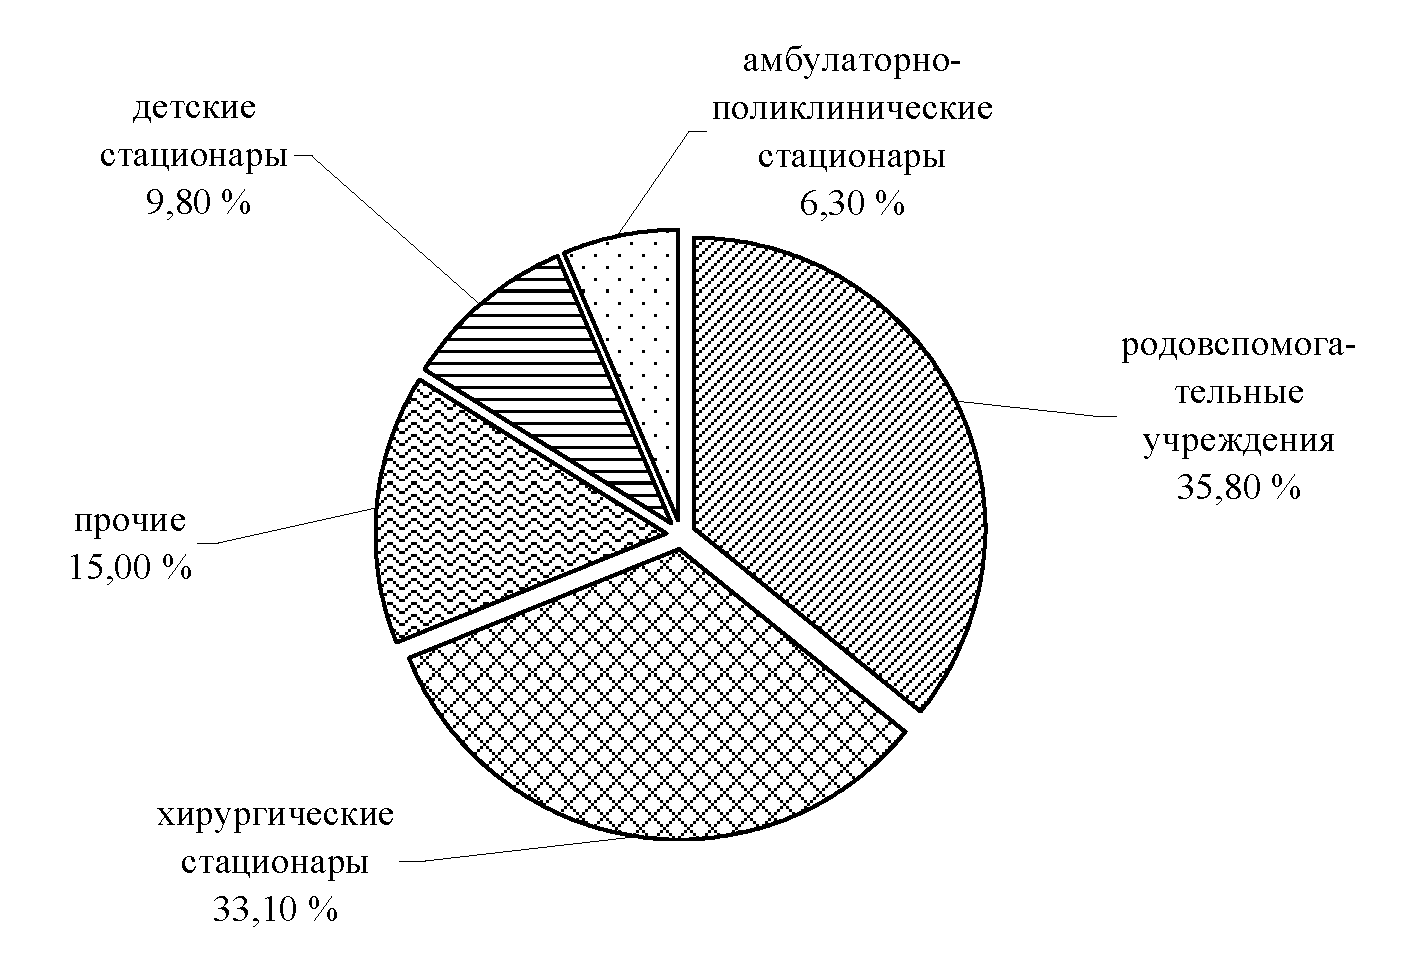 амбулаторно-
поликлинические
стационары
6,30 %
детские
стационары
9,80 %
родовспомога-
тельные
учреждения
35,80 %
прочие
15,00 %
хирургические
стационары
33,10 %